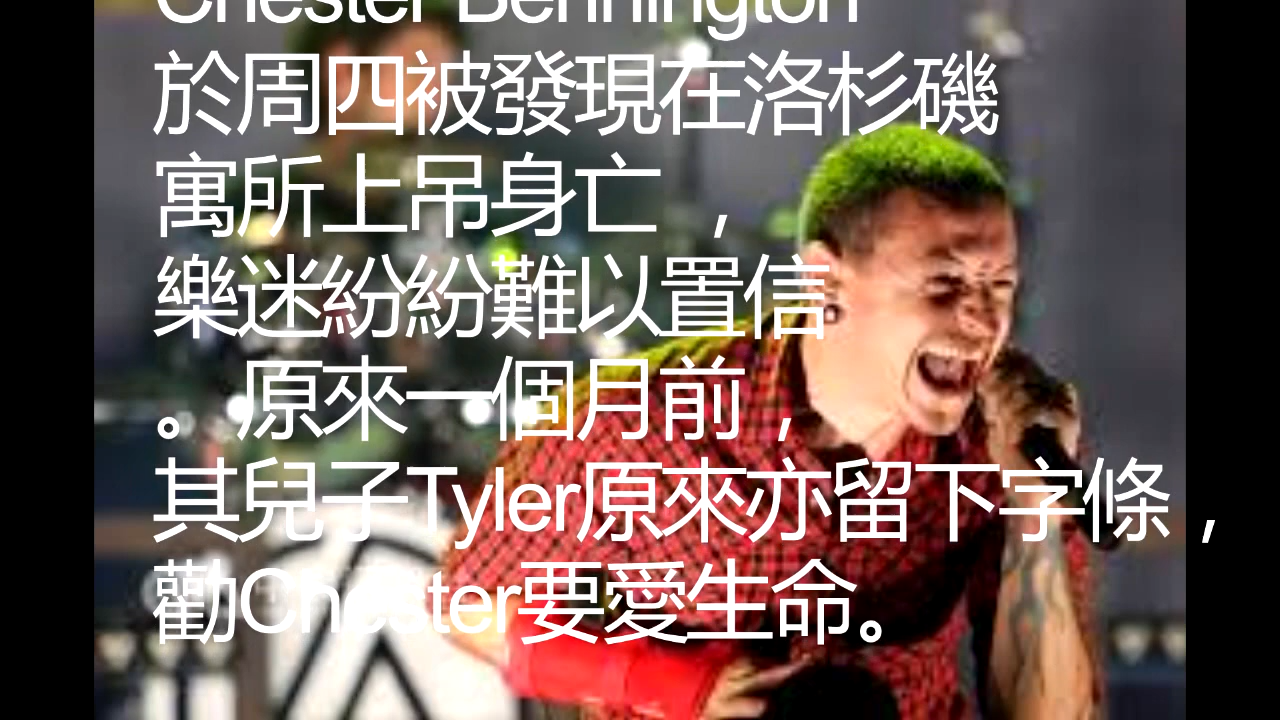 Chester Bennington
於周四被發現在洛杉磯
寓所上吊身亡，
樂迷紛紛難以置信
。原來一個月前，
其兒子Tyler原來亦留下字條，
勸Chester要愛生命。